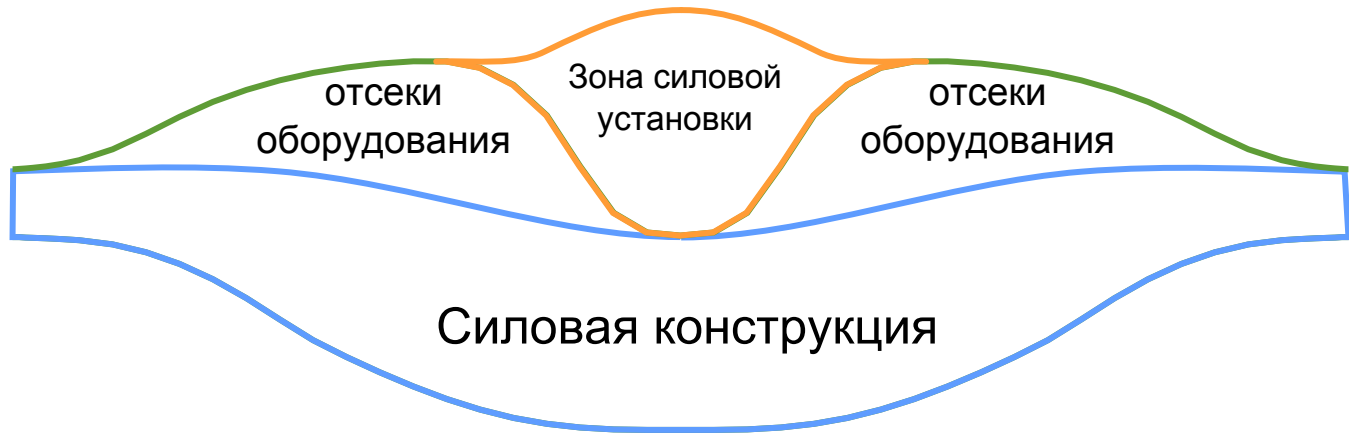 отсеки
оборудования
Зона силовой
установки
отсеки
оборудования
Силовая конструкция